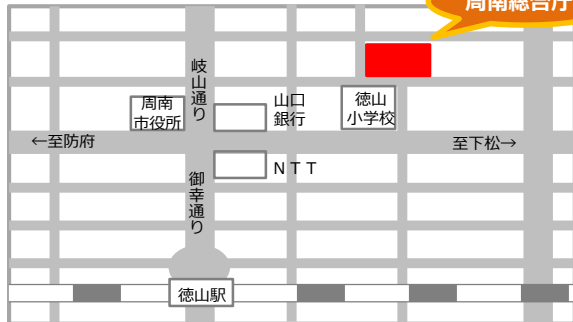 周南総合庁
岐山通り
周南
市役所
山口
銀行
徳山
小学校
←至防府
至下松→
NTT
御幸通り
徳山駅